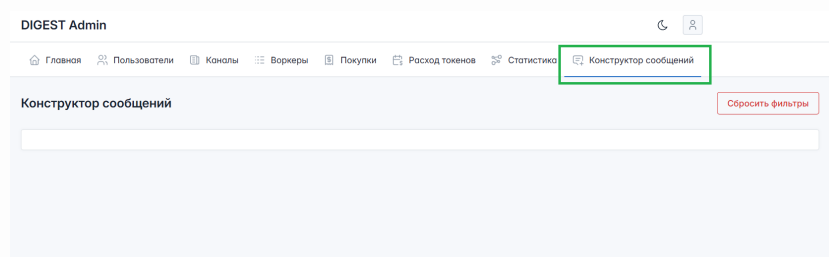 DIGEST Admin
Главная Пользователи Каналы Воркеры Покупки Расход токенов Статистика Конструктор сообщений
Конструктор сообщений Сбросить фильтры